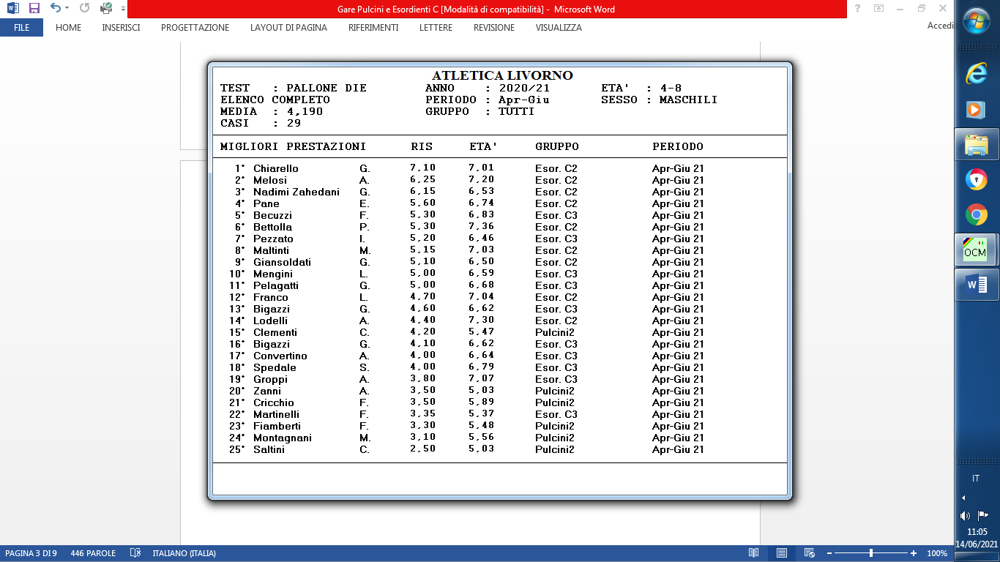 Gare Pulcini e Esordienti C [Modalità di compatibilità] - Microsoft Word
FILE HOME INSERISCI PROGETTAZIONE LAYOUT DI PAGINA RIFERIMENTI LETTERE REVISIONE VISUALIZZA Accedi
ATLETICA LIVORNO
TEST : PALLONE DIE ANNO : 2020/21 ETA' : 4-8
ELENCO COMPLETO PERIODO : Apr-Giu SESSO : MASCHILI
MEDIA : 4,190 GRUPPO : TUTTI
CASI : 29
MIGLIORI PRESTAZIONI RIS ETA' GRUPPO PERIODO
1° Chiarello G. 7,10 7,01 Esor. C2 Apr-Giu 21
2° Melosi A. 6,25 7,20 Esor. C2 Apr-Giu 21
3° Nadimi Zahedani G. 6,15 6,53 Esor. C2 Apr-Giu 21
4° Pane E. 5,60 6,74 Esor. C2 Apr-Giu 21
5° Becuzzi F. 5,30 6,83 Esor. C3 Apr-Giu 21
6° Bettolla P. 5,30 7,36 Esor. C2 Apr-Giu 21
7° Pezzato I. 5,20 6,46 Esor. C3 Apr-Giu 21
8° Maltinti M. 5,15 7,03 Esor. C2 Apr-Giu 21
9° Giansoldati G. 5,10 6,50 Esor. C2 Apr-Giu 21
10° Mengini L. 5,00 6,59 Esor. C3 Apr-Giu 21
11° Pelagatti G. 5,00 6,68 Esor. C3 Apr-Giu 21
12° Franco L. 4,70 7,04 Esor. C2 Apr-Giu 21
13° Bigazzi G. 4,60 6,62 Esor. C3 Apr-Giu 21
14° Lodelli A. 4,40 7,30 Esor. C2 Apr-Giu 21
15° Clementi C. 4,20 5,47 Pulcini2 Apr-Giu 21
16° Bigazzi G. 4,10 6,62 Esor. C3 Apr-Giu 21
17° Convertino A. 4,00 6,64 Esor. C3 Apr-Giu 21
18° Spedale S. 4,00 6,79 Esor. C3 Apr-Giu 21
19° Groppi A. 3,80 7,07 Esor. C3 Apr-Giu 21
20° Zanni A. 3,50 5,03 Pulcini2 Apr-Giu 21
21° Cricchio F. 3,50 5,89 Pulcini2 Apr-Giu 21
22° Martinelli F. 3,35 5,37 Esor. C3 Apr-Giu 21
23° Fiamberti F. 3,30 5,48 Pulcini2 Apr-Giu 21
24° Montagnani M. 3,10 5,56 Pulcini2 Apr-Giu 21
25° Saltini C. 2,50 5,03 Pulcini2 Apr-Giu 21
OCM
IT
11:05
14/06/2021
PAGINA 3 DI 9 446 PAROLE ITALIANO (ITALIA) 100%